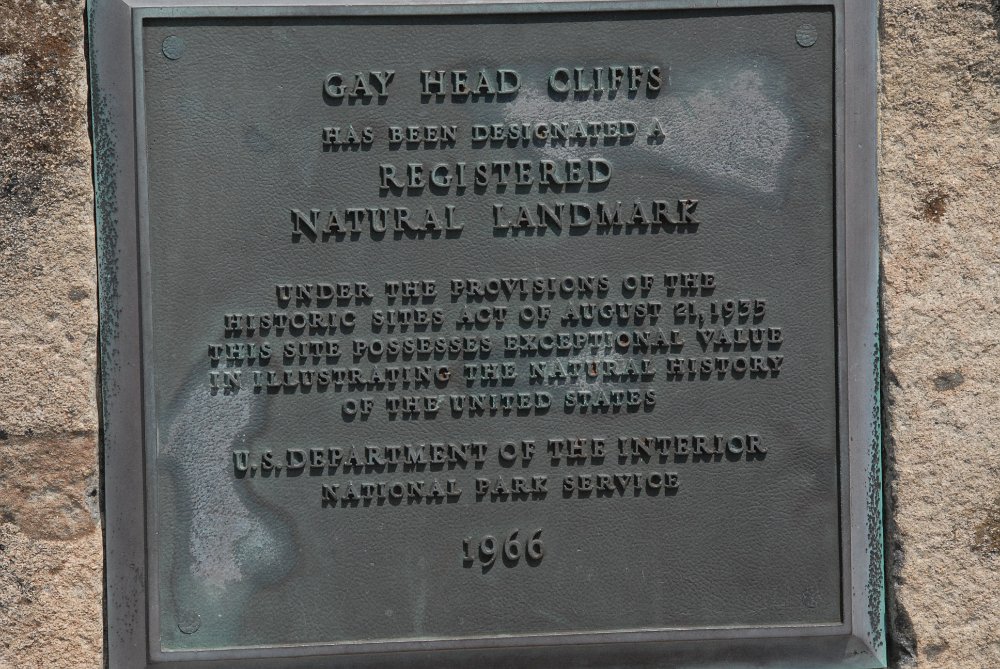 GAY HEAD CLIFFS
HAS BEEN DESIGNATED A
REGISTERED
NATURAL LANDMARK
UNDER THE PROVISIONS OF THE
HISTORIC SITES ACT OF AUGUST 21, 1935
THIS SITE POSSESSES EXCEPTIONAL VALUE
IN ILLUSTRATING THE NATURAL HISTORY
OF THE UNITED STATES
U.S. DEPARTMENT OF THE INTERIOR
NATIONAL PARK SERVICE
1966